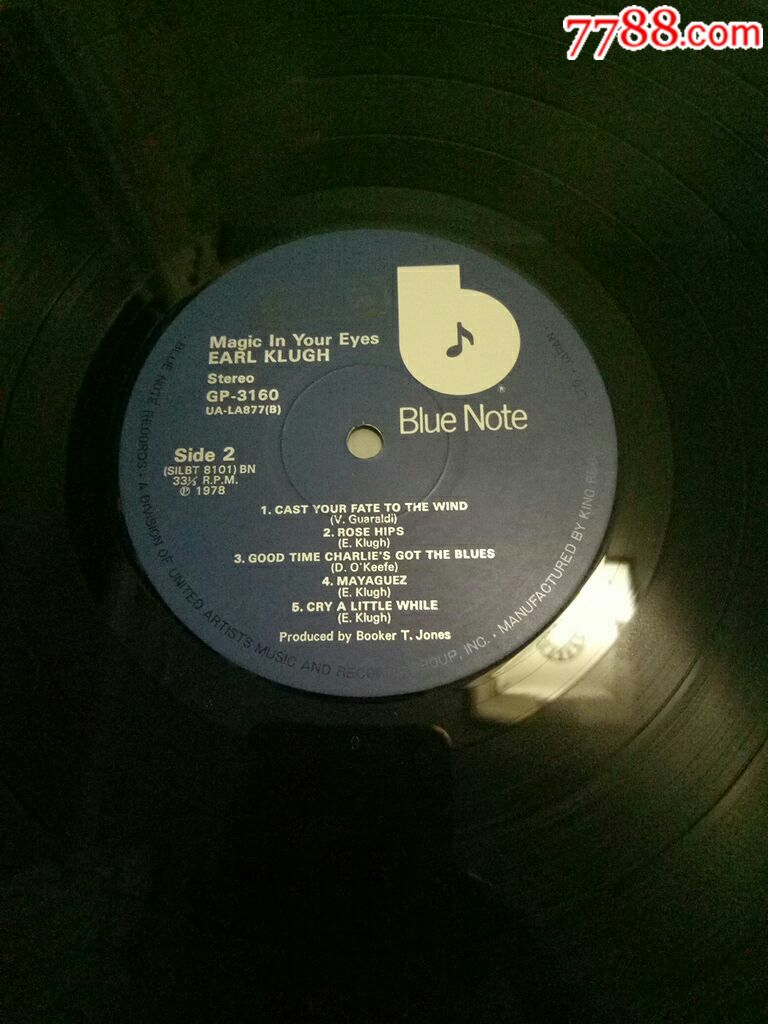 7788.com
Magic In Your Eyes
EARL KLUGH
Stereo
GP-3160
UA-LA877(B)
Blue Note
®
Side 2
(SILBT 8101) BN
33⅓ R.P.M.
℗ 1978
1. CAST YOUR FATE TO THE WIND
(V. Guaraldi)
2. ROSE HIPS
(E. Klugh)
3. GOOD TIME CHARLIE'S GOT THE BLUES
(D. O'Keefe)
4. MAYAGUEZ
(E. Klugh)
5. CRY A LITTLE WHILE
(E. Klugh)
Produced by Booker T. Jones
· BLUE NOTE RECORDS · A DIVISION OF UNITED ARTISTS MUSIC AND RECORDS GROUP, INC. · MANUFACTURED BY KING LTD. JAPAN ·